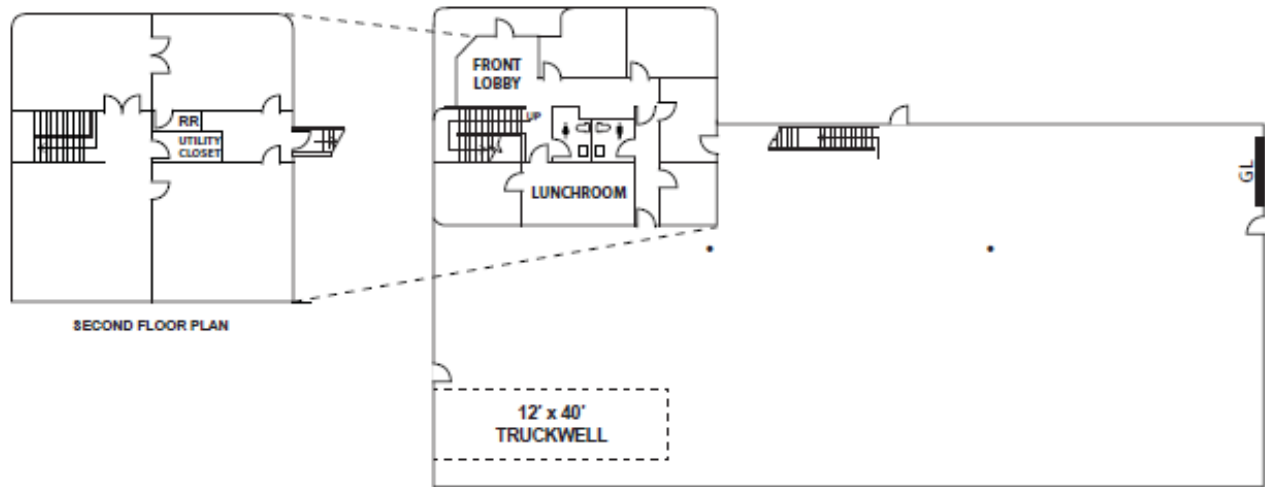 FRONT
LOBBY
UP
RR
UTILITY
CLOSET
LUNCHROOM
GL
SECOND FLOOR PLAN
12' x 40'
TRUCKWELL